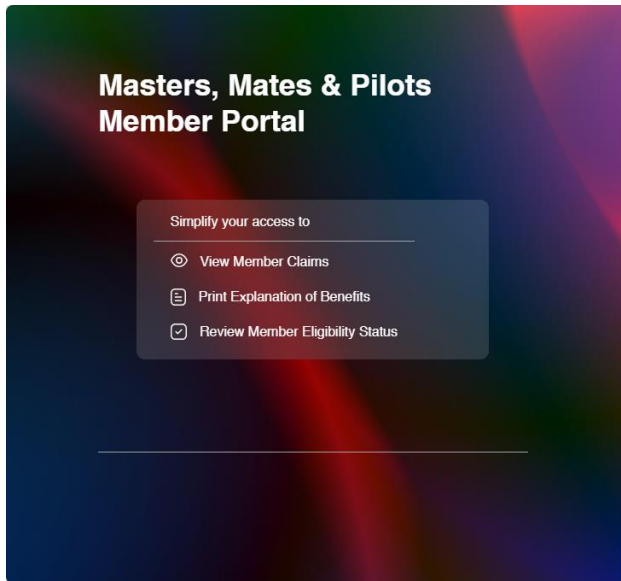 Masters, Mates & Pilots
Member Portal
Simplify your access to
View Member Claims
Print Explanation of Benefits
Review Member Eligibility Status